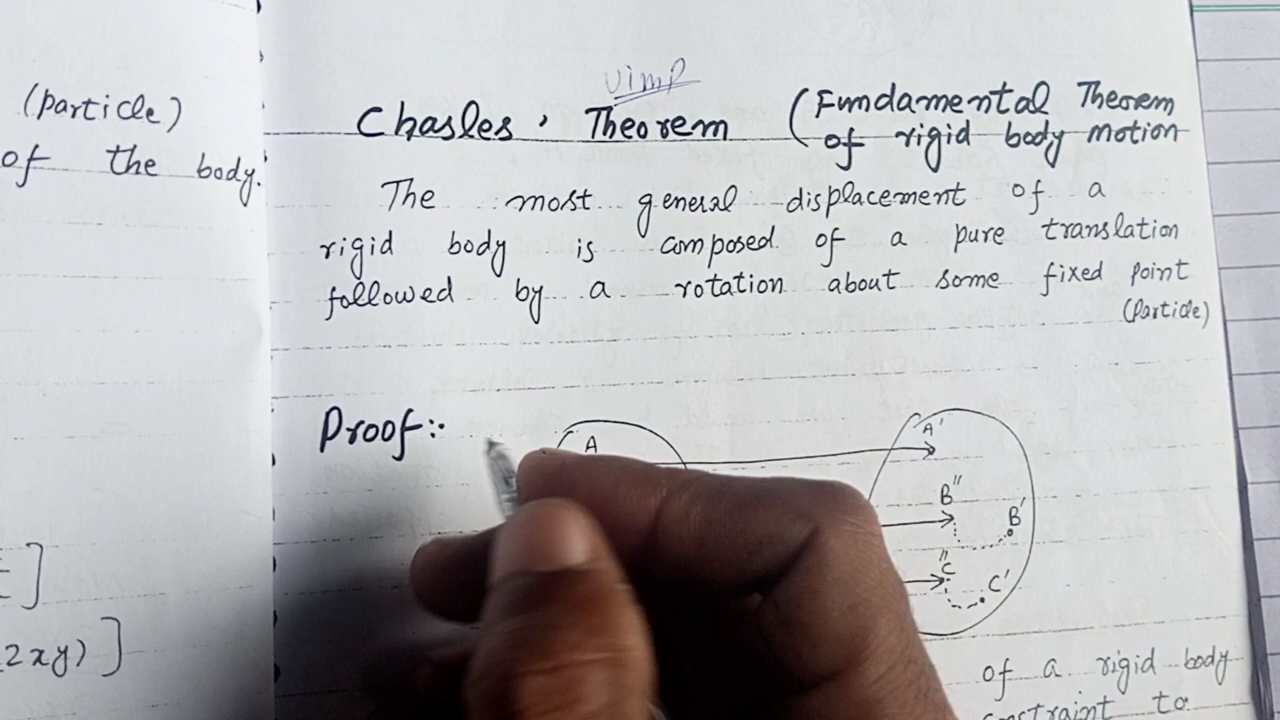 (particle)
of the body.
t]
2xy)]
v imp
Chasles' Theorem (Fundamental Theorem
of rigid body motion
The most general displacement of a
rigid body is composed of a pure translation
followed by a rotation about some fixed point
(particle)
Proof:-
A
A'
B"
B'
C"
C'
of a rigid body
constraint to